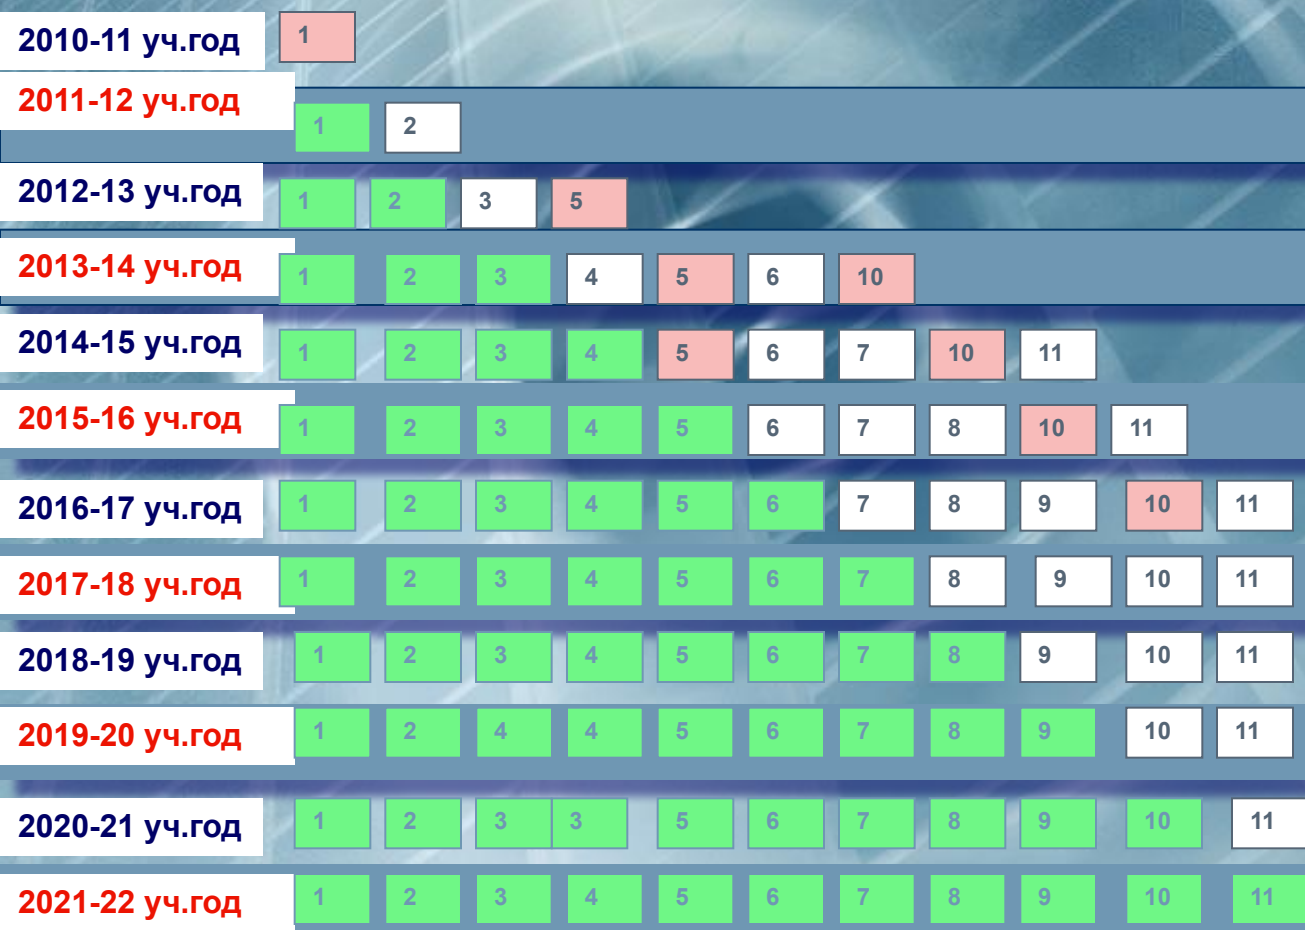 2010-11 уч.год 1
2011-12 уч.год 1 2
2012-13 уч.год 1 2 3 5
2013-14 уч.год 1 2 3 4 5 6 10
2014-15 уч.год 1 2 3 4 5 6 7 10 11
2015-16 уч.год 1 2 3 4 5 6 7 8 10 11
2016-17 уч.год 1 2 3 4 5 6 7 8 9 10 11
2017-18 уч.год 1 2 3 4 5 6 7 8 9 10 11
2018-19 уч.год 1 2 3 4 5 6 7 8 9 10 11
2019-20 уч.год 1 2 4 4 5 6 7 8 9 10 11
2020-21 уч.год 1 2 3 3 5 6 7 8 9 10 11
2021-22 уч.год 1 2 3 4 5 6 7 8 9 10 11